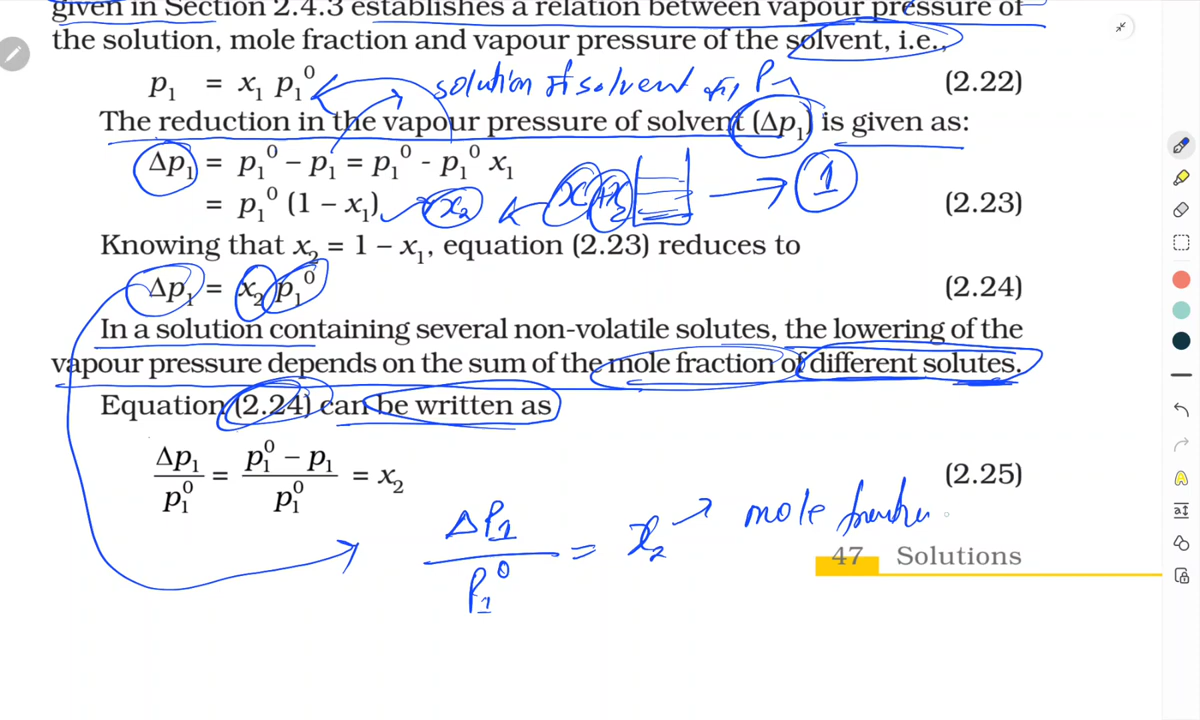 given in Section 2.4.3 establishes a relation between vapour pressure of
the solution, mole fraction and vapour pressure of the solvent, i.e.,
p₁ = x₁ p₁⁰ (2.22)
solution of solvent P₁
The reduction in the vapour pressure of solvent (Δp₁) is given as:
Δp₁ = p₁⁰ – p₁ = p₁⁰ - p₁⁰ x₁
= p₁⁰ (1 – x₁) (2.23)
x₂ x₁+x₂ 1
Knowing that x₂ = 1 – x₁, equation (2.23) reduces to
Δp₁ = x₂ p₁⁰ (2.24)
In a solution containing several non-volatile solutes, the lowering of the
vapour pressure depends on the sum of the mole fraction of different solutes.
Equation (2.24) can be written as
Δp₁/p₁⁰ = p₁⁰ – p₁/p₁⁰ = x₂ (2.25)
ΔP₁/P₁⁰ = x₂ → mole
47 Solutions